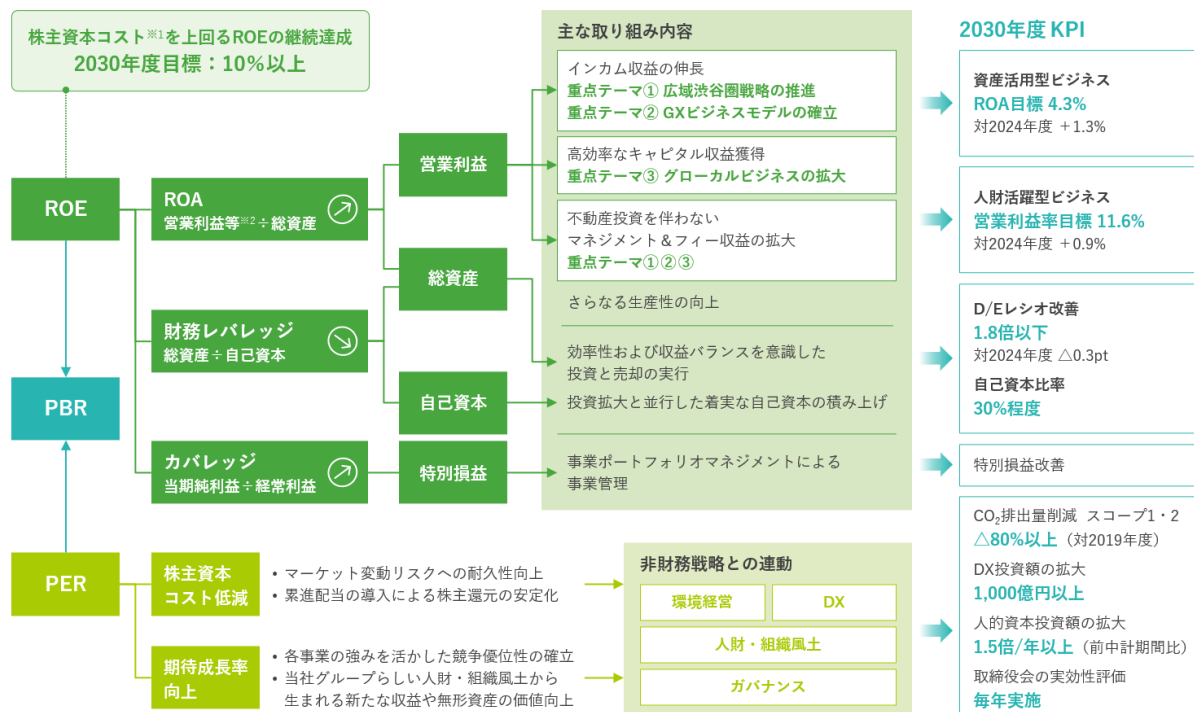 株主資本コスト※1を上回るROEの継続達成
2030年度目標：10%以上
ROE
PBR
PER
ROA
営業利益等※2÷総資産
財務レバレッジ
総資産÷自己資本
カバレッジ
当期純利益÷経常利益
営業利益
総資産
自己資本
特別損益
主な取り組み内容
インカム収益の伸長
重点テーマ① 広域渋谷圏戦略の推進
重点テーマ② GXビジネスモデルの確立
高効率なキャピタル収益獲得
重点テーマ③ グローカルビジネスの拡大
不動産投資を伴わない
マネジメント＆フィー収益の拡大
重点テーマ①②③
さらなる生産性の向上
効率性および収益バランスを意識した
投資と売却の実行
投資拡大と並行した着実な自己資本の積み上げ
事業ポートフォリオマネジメントによる
事業管理
株主資本
コスト低減
• マーケット変動リスクへの耐久性向上
• 累進配当の導入による株主還元の安定化
期待成長率
向上
• 各事業の強みを活かした競争優位性の確立
• 当社グループらしい人財・組織風土から
生まれる新たな収益や無形資産の価値向上
非財務戦略との連動
環境経営
DX
人財・組織風土
ガバナンス
2030年度 KPI
資産活用型ビジネス
ROA目標 4.3%
対2024年度 ＋1.3%
人財活躍型ビジネス
営業利益率目標 11.6%
対2024年度 ＋0.9%
D/Eレシオ改善
1.8倍以下
対2024年度 △0.3pt
自己資本比率
30%程度
特別損益改善
CO₂排出量削減 スコープ1・2
△80%以上（対2019年度）
DX投資額の拡大
1,000億円以上
人的資本投資額の拡大
1.5倍/年以上（前中計期間比）
取締役会の実効性評価
毎年実施